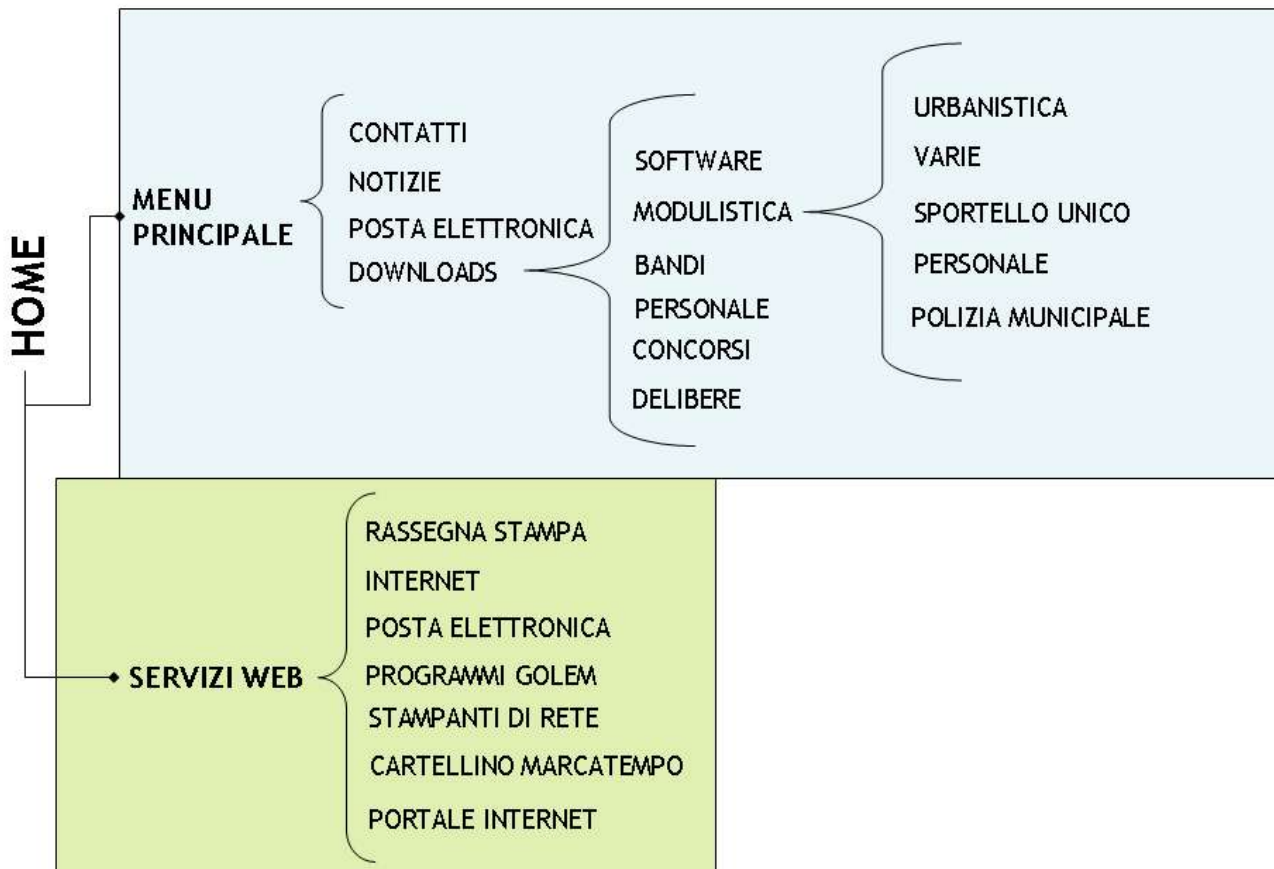 HOME
MENU
PRINCIPALE
CONTATTI
NOTIZIE
POSTA ELETTRONICA
DOWNLOADS
SOFTWARE
MODULISTICA
BANDI
PERSONALE
CONCORSI
DELIBERE
URBANISTICA
VARIE
SPORTELLO UNICO
PERSONALE
POLIZIA MUNICIPALE
SERVIZI WEB
RASSEGNA STAMPA
INTERNET
POSTA ELETTRONICA
PROGRAMMI GOLEM
STAMPANTI DI RETE
CARTELLINO MARCATEMPO
PORTALE INTERNET